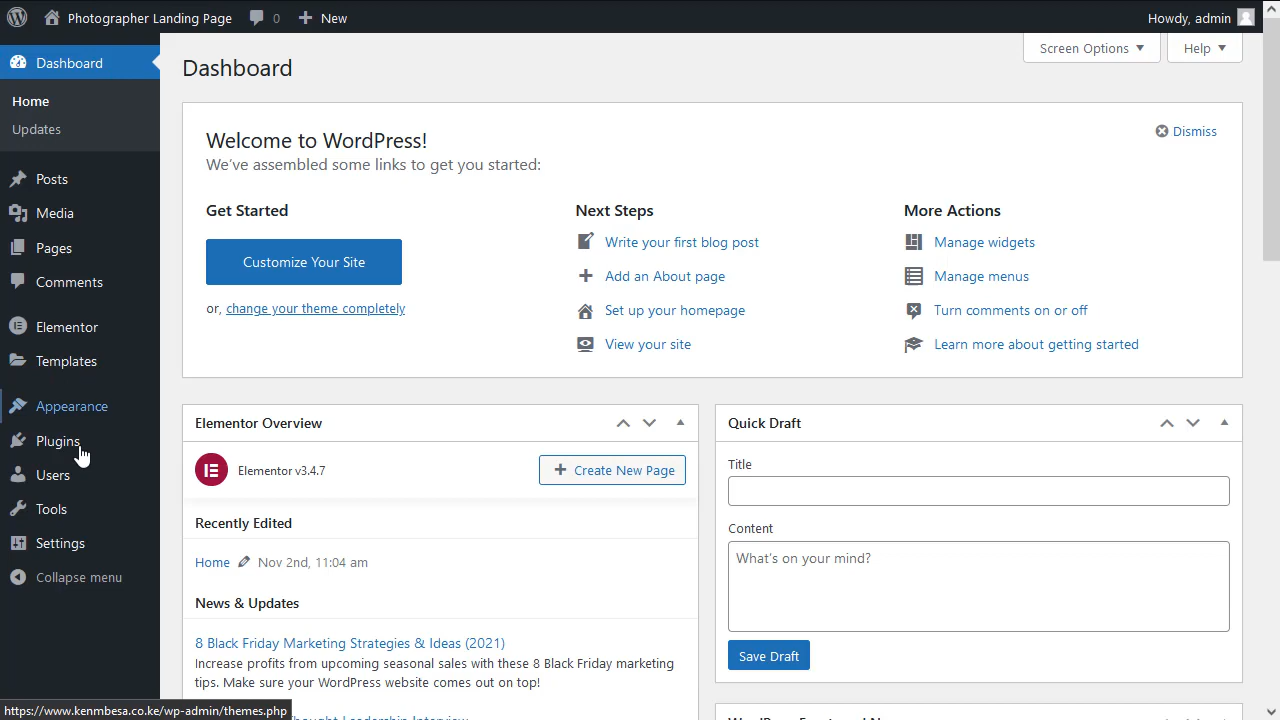 Photographer Landing Page 0 New Howdy, admin
Dashboard
Home
Updates
Posts
Media
Pages
Comments
Elementor
Templates
Appearance
Plugins
Users
Tools
Settings
Collapse menu
Screen Options Help
Dashboard
Welcome to WordPress!
We've assembled some links to get you started:
Dismiss
Get Started
Customize Your Site
or, change your theme completely
Next Steps
Write your first blog post
Add an About page
Set up your homepage
View your site
More Actions
Manage widgets
Manage menus
Turn comments on or off
Learn more about getting started
Elementor Overview
Elementor v3.4.7
Create New Page
Recently Edited
Home Nov 2nd, 11:04 am
News & Updates
8 Black Friday Marketing Strategies & Ideas (2021)
Increase profits from upcoming seasonal sales with these 8 Black Friday marketing
tips. Make sure your WordPress website comes out on top!
Quick Draft
Title
Content
What's on your mind?
Save Draft
https://www.kenmbesa.co.ke/wp-admin/themes.php